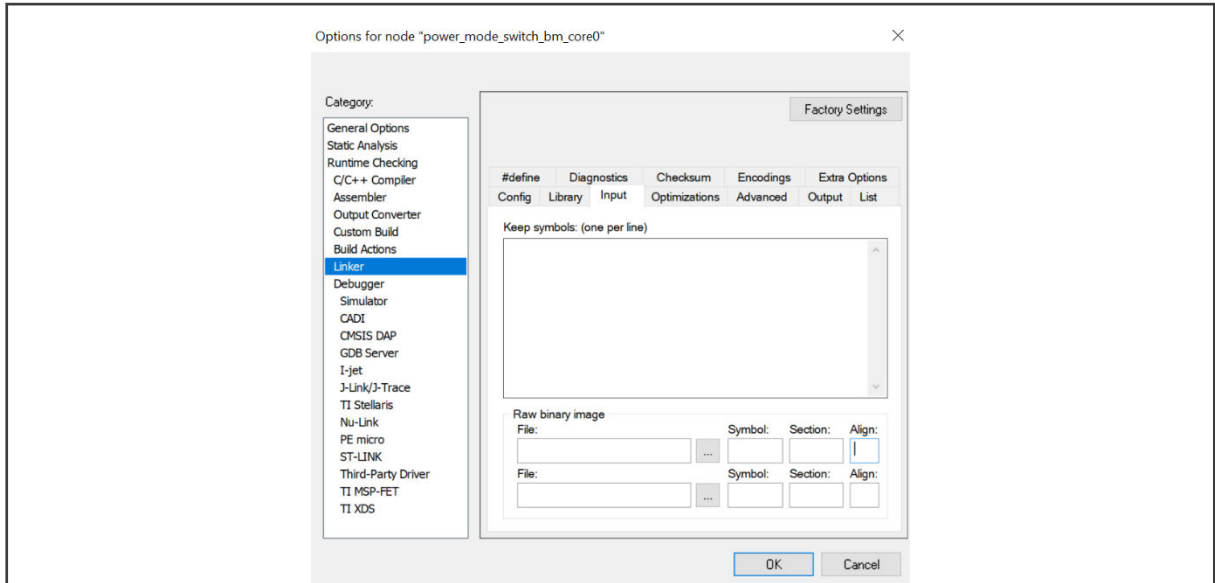 Options for node "power_mode_switch_bm_core0"
Category:
General Options
Static Analysis
Runtime Checking
C/C++ Compiler
Assembler
Output Converter
Custom Build
Build Actions
Linker
Debugger
Simulator
CADI
CMSIS DAP
GDB Server
I-jet
J-Link/J-Trace
TI Stellaris
Nu-Link
PE micro
ST-LINK
Third-Party Driver
TI MSP-FET
TI XDS
Factory Settings
#define Diagnostics Checksum Encodings Extra Options
Config Library Input Optimizations Advanced Output List
Keep symbols: (one per line)
Raw binary image
File: Symbol: Section: Align:
...
File: Symbol: Section: Align:
...
OK Cancel